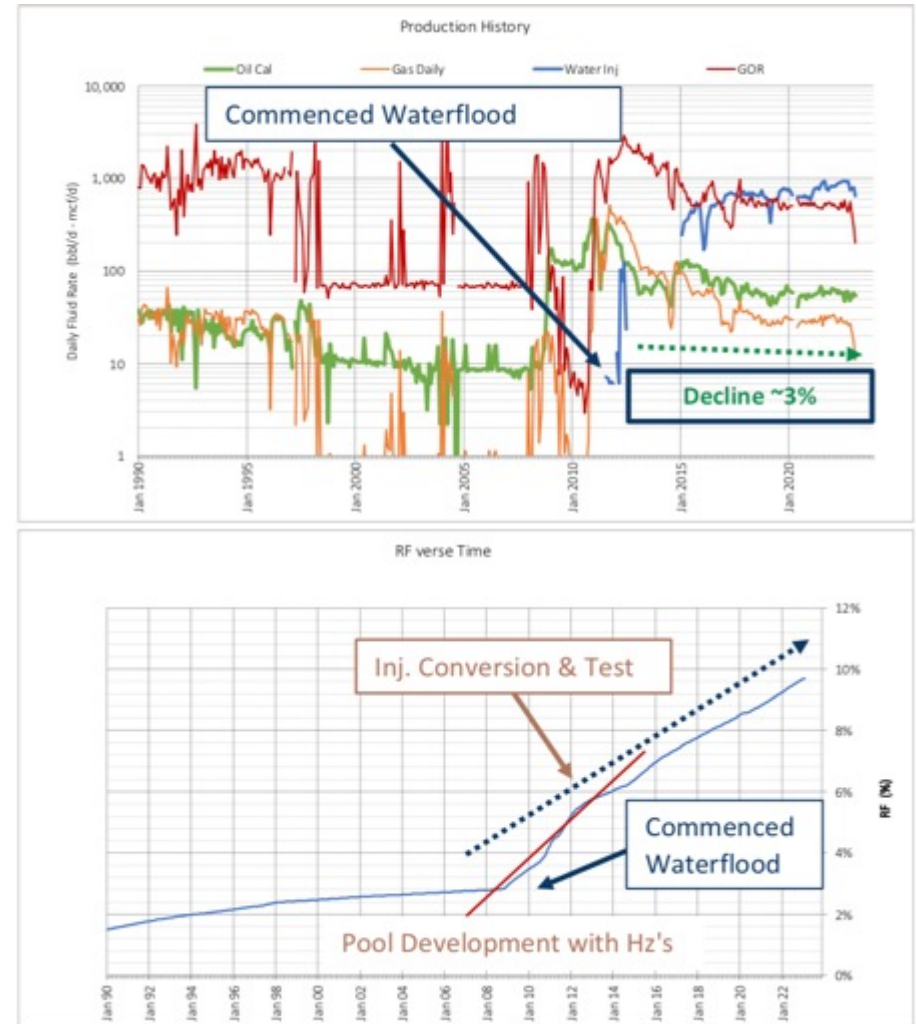 Production History
Oil Cal Gas Daily Water Inj GOR
10,000
Commenced Waterflood
1,000
100
10
1
Daily Fluid Rate (bbl/d - mcf/d)
Decline ~3%
Jan 1990 Jan 1995 Jan 2000 Jan 2005 Jan 2010 Jan 2015 Jan 2020
RF verse Time
12%
Inj. Conversion & Test
10%
8%
6%
RF (%)
Commenced
Waterflood
4%
2%
Pool Development with Hz's
0%
Jan 90 Jan 92 Jan 94 Jan 96 Jan 98 Jan 00 Jan 02 Jan 04 Jan 06 Jan 08 Jan 10 Jan 12 Jan 14 Jan 16 Jan 18 Jan 20 Jan 22